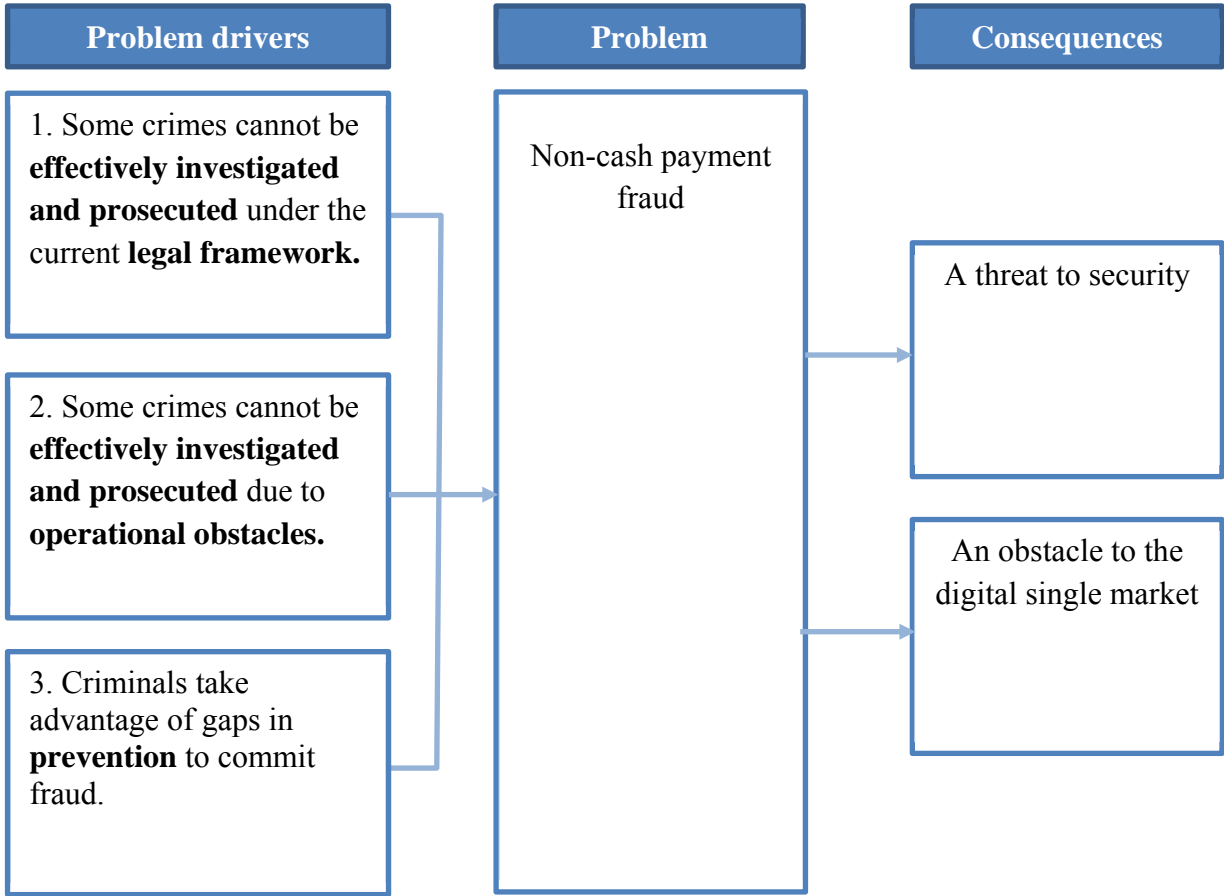 Problem drivers
Problem
Consequences
1. Some crimes cannot be
effectively investigated
and prosecuted under the
current legal framework.
2. Some crimes cannot be
effectively investigated
and prosecuted due to
operational obstacles.
3. Criminals take
advantage of gaps in
prevention to commit
fraud.
Non-cash payment
fraud
A threat to security
An obstacle to the
digital single market